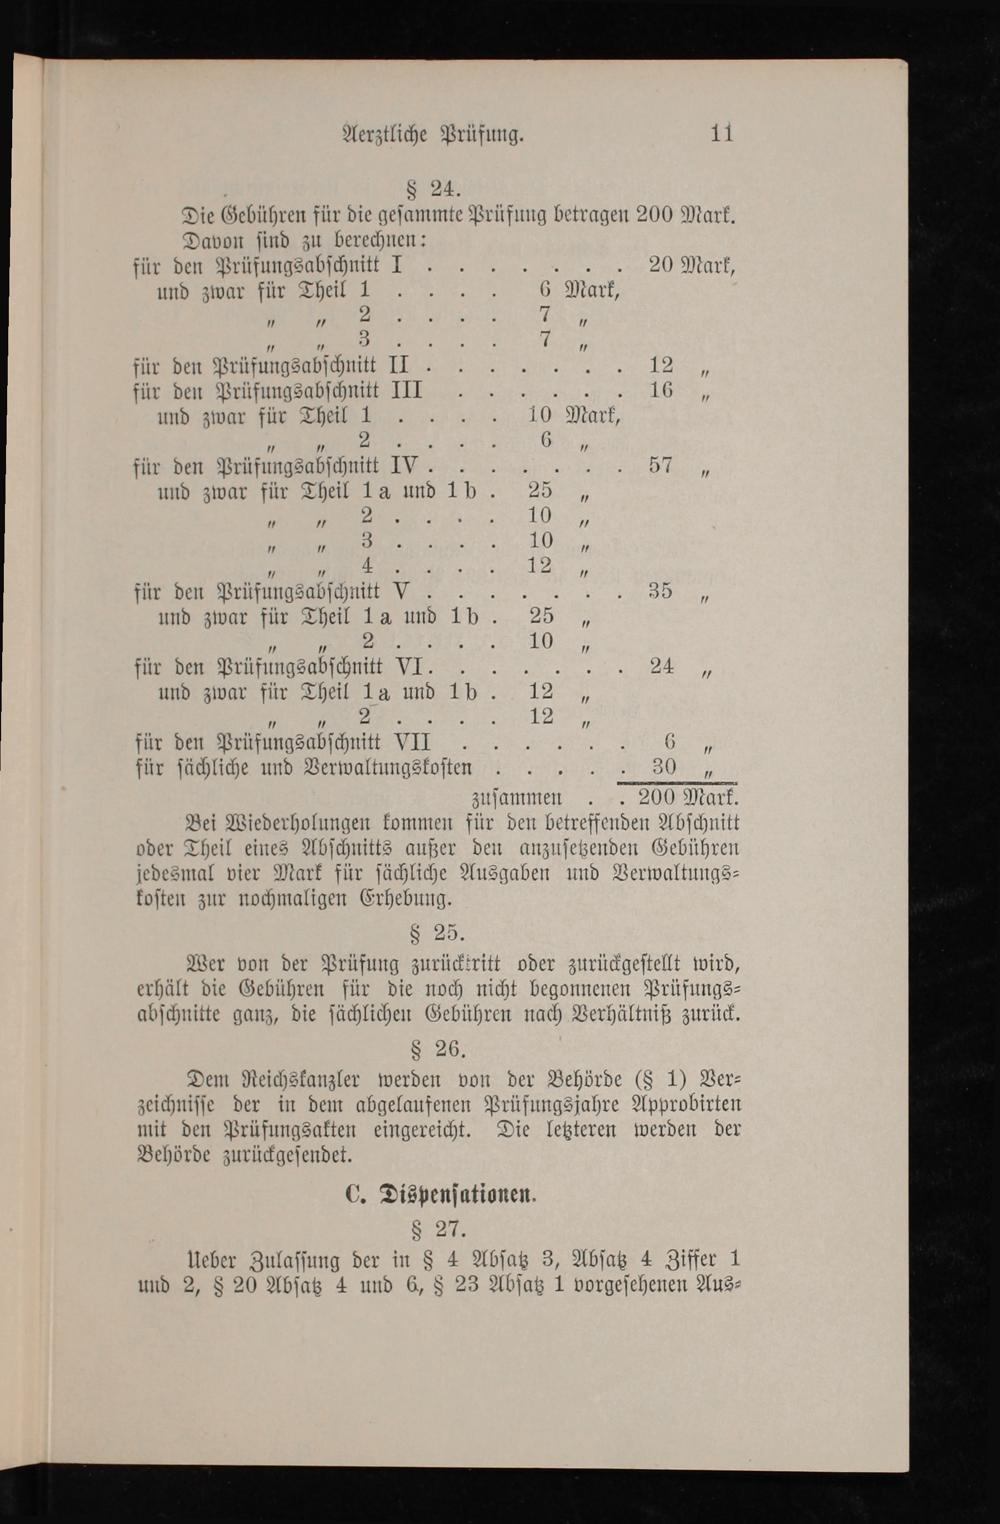 Aerztliche Prüfung. 11
§ 24.
Die Gebühren für die gesammte Prüfung betragen 200 Mark.
Davon sind zu berechnen:
für den Prüfungsabschnitt I . . . . . . . 20 Mark,
und zwar für Theil 1 . . . . 6 Mark,
" " 2 . . . . 7 "
" " 3 . . . . 7 "
für den Prüfungsabschnitt II . . . . . . . 12 "
für den Prüfungsabschnitt III . . . . . . 16 "
und zwar für Theil 1 . . . . 10 Mark,
" " 2 . . . . 6 "
für den Prüfungsabschnitt IV . . . . . . . 57 "
und zwar für Theil 1a und 1b . 25 "
" " 2 . . . . 10 "
" " 3 . . . . 10 "
" " 4 . . . . 12 "
für den Prüfungsabschnitt V . . . . . . . 35 "
und zwar für Theil 1a und 1b . 25 "
" " 2 . . . . 10 "
für den Prüfungsabschnitt VI . . . . . . . 24 "
und zwar für Theil 1a und 1b . 12 "
" " 2 . . . . 12 "
für den Prüfungsabschnitt VII . . . . . . 6 "
für sächliche und Verwaltungskosten . . . . . 30 "
zusammen . . 200 Mark.
Bei Wiederholungen kommen für den betreffenden Abschnitt
oder Theil eines Abschnitts außer den anzusetzenden Gebühren
jedesmal vier Mark für sächliche Ausgaben und Verwaltungs-
kosten zur nochmaligen Erhebung.
§ 25.
Wer von der Prüfung zurücktritt oder zurückgestellt wird,
erhält die Gebühren für die noch nicht begonnenen Prüfungs-
abschnitte ganz, die sächlichen Gebühren nach Verhältniß zurück.
§ 26.
Dem Reichskanzler werden von der Behörde (§ 1) Ver-
zeichnisse der in dem abgelaufenen Prüfungsjahre Approbirten
mit den Prüfungsakten eingereicht. Die letzteren werden der
Behörde zurückgesendet.
C. Dispensationen.
§ 27.
Ueber Zulassung der in § 4 Absatz 3, Absatz 4 Ziffer 1
und 2, § 20 Absatz 4 und 6, § 23 Absatz 1 vorgesehenen Aus-